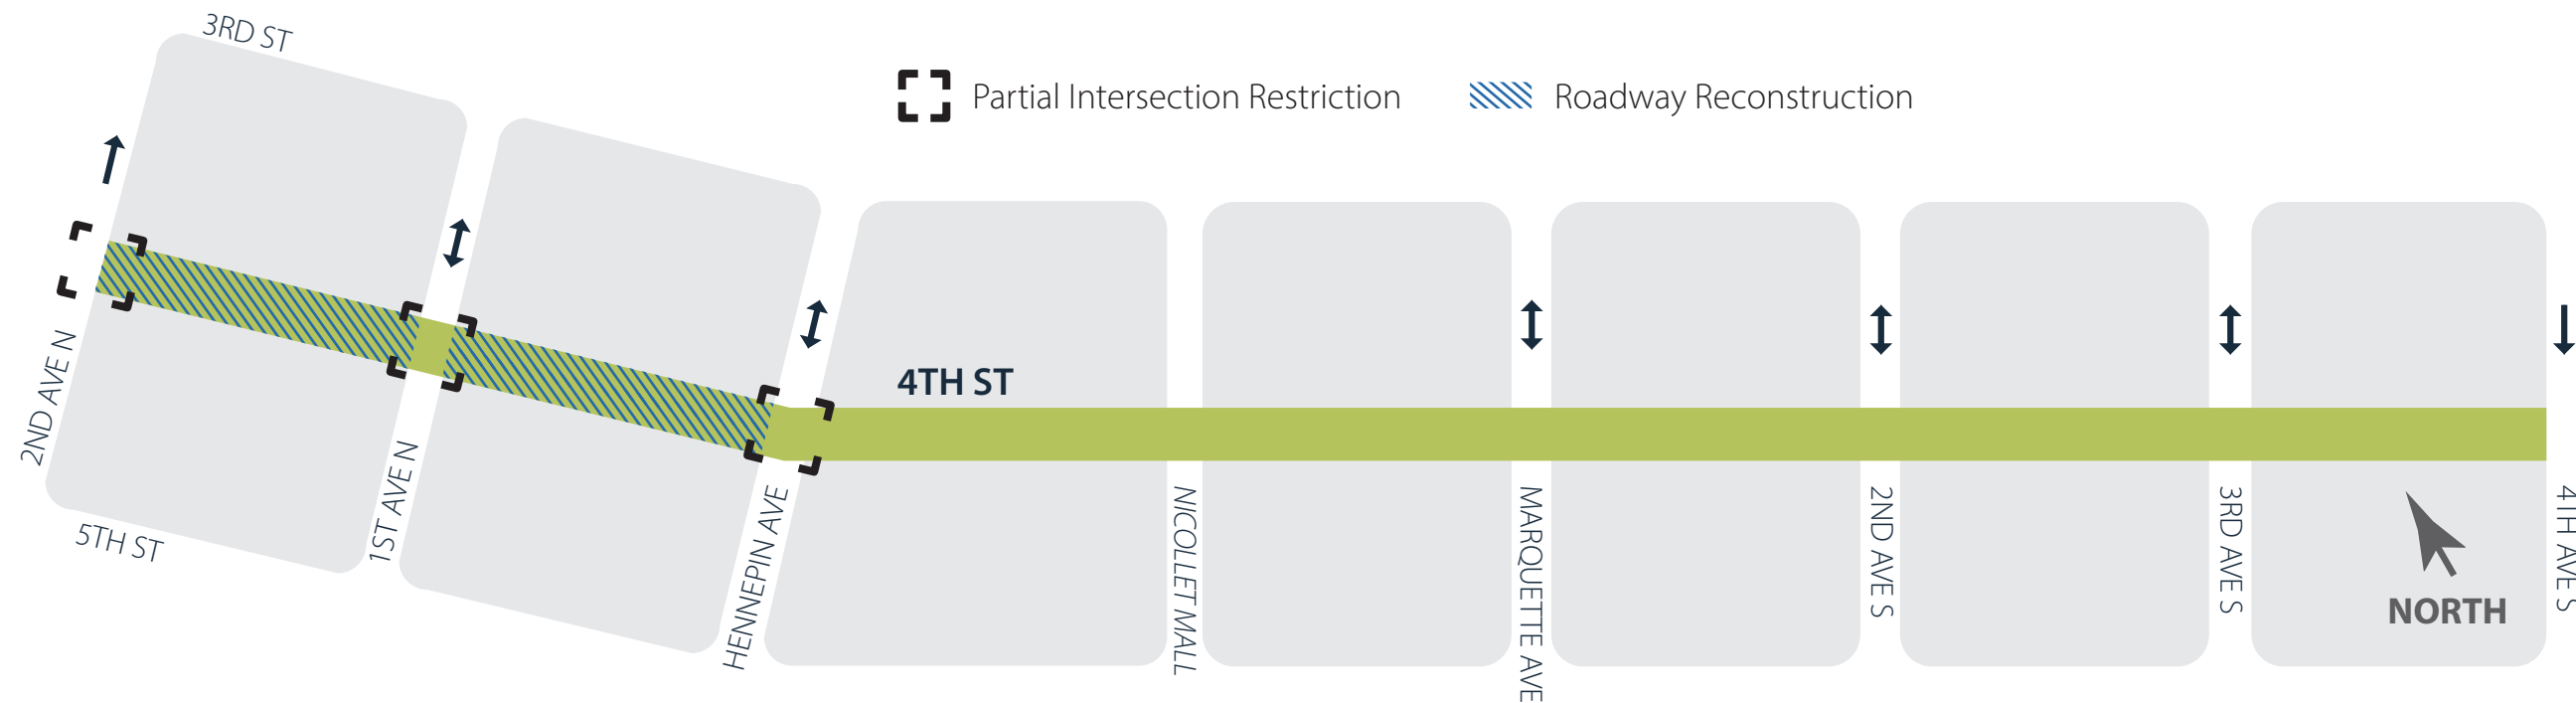 3RD ST
Partial Intersection Restriction
Roadway Reconstruction
4TH ST
2ND AVE N
5TH ST
1ST AVE N
HENNEPIN AVE
NICOLLET MALL
MARQUETTE AVE
2ND AVE S
3RD AVE S
4TH AVE S
NORTH